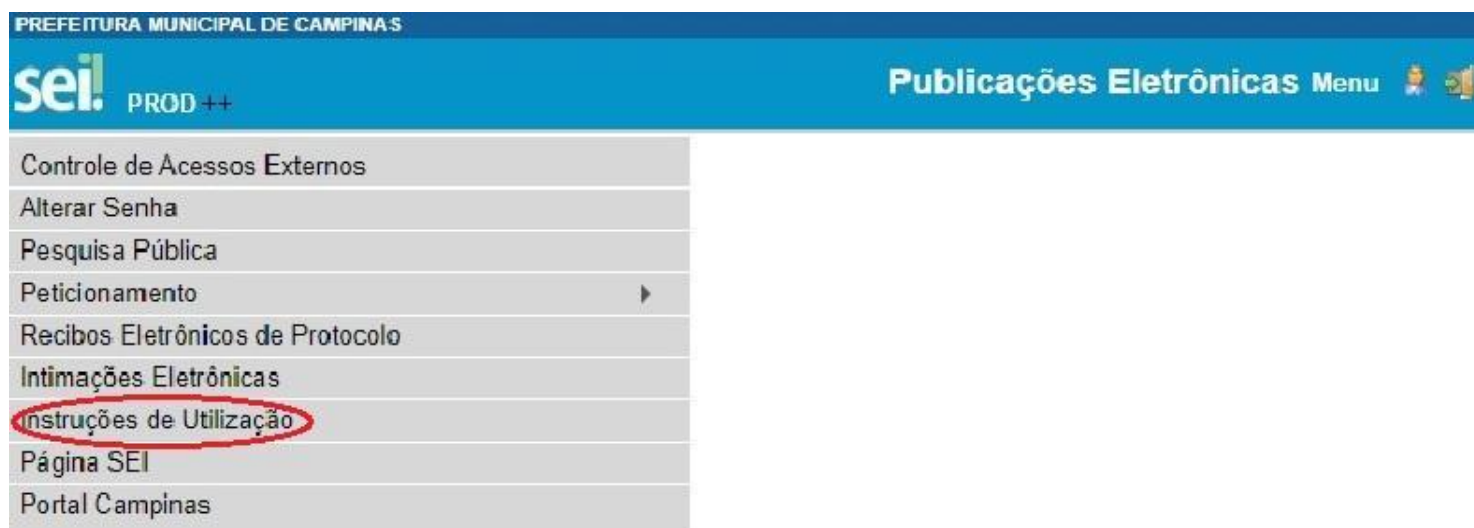 PREFEITURA MUNICIPAL DE CAMPINAS
sei! PROD ++ Publicações Eletrônicas Menu
Controle de Acessos Externos
Alterar Senha
Pesquisa Pública
Peticionamento
Recibos Eletrônicos de Protocolo
Intimações Eletrônicas
Instruções de Utilização
Página SEI
Portal Campinas